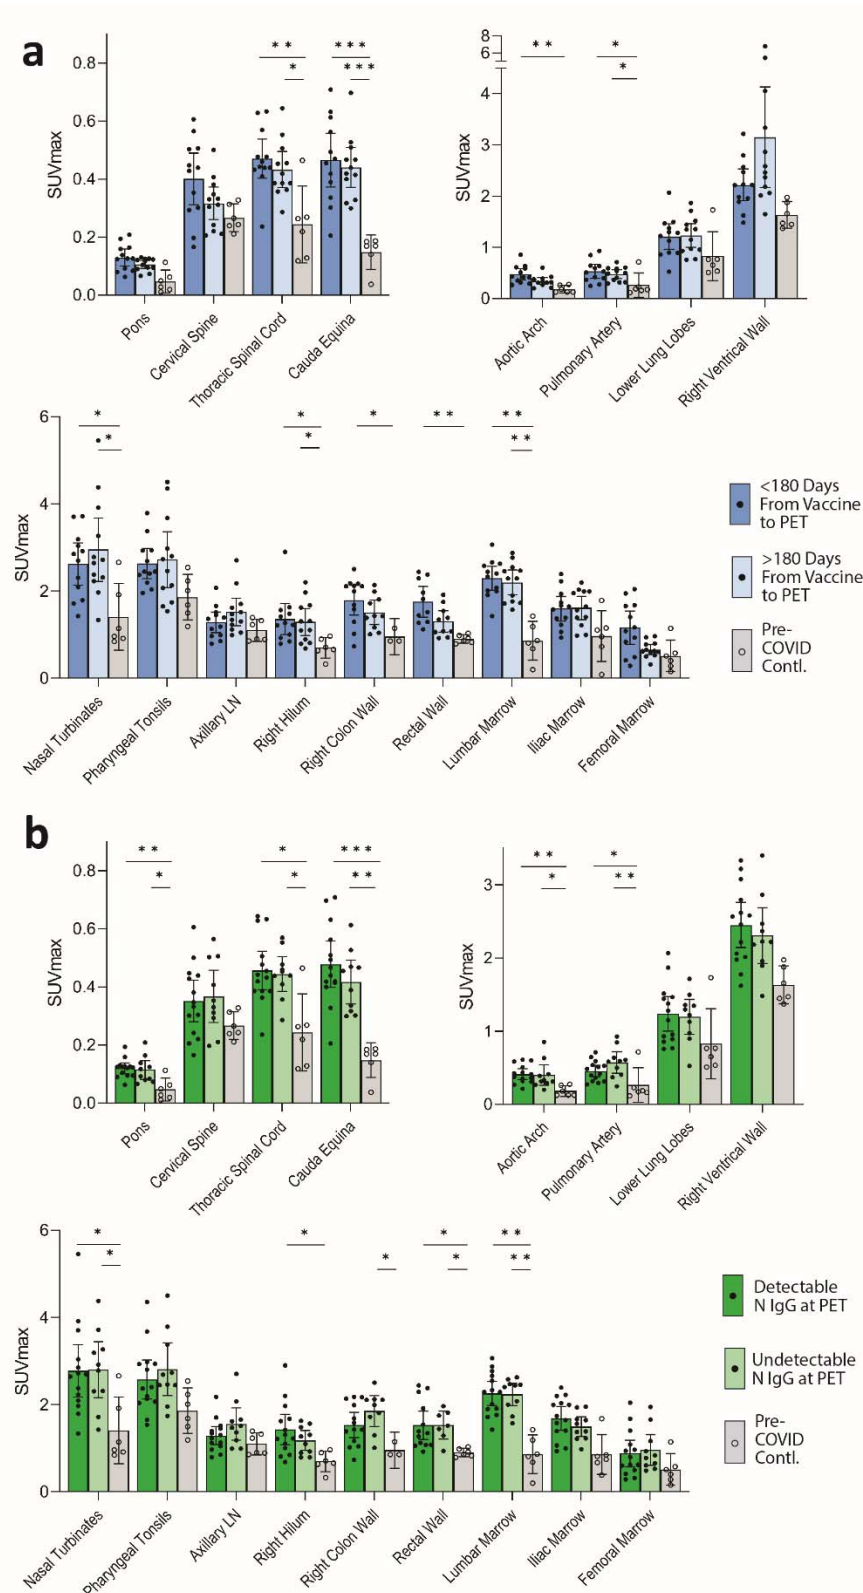 a
SUVmax
0.8
0.6
0.4
0.2
0.0
** ***
* ***
Pons
Cervical Spine
Thoracic Spinal Cord
Cauda Equina
SUVmax
8
6
4
3
2
1
0
** *
*
Aortic Arch
Pulmonary Artery
Lower Lung Lobes
Right Ventrical Wall
SUVmax
6
4
2
0
* * * ** **
* * **
Nasal Turbinates
Pharyngeal Tonsils
Axillary LN
Right Hilum
Right Colon Wall
Rectal Wall
Lumbar Marrow
Iliac Marrow
Femoral Marrow
<180 Days
From Vaccine
to PET
>180 Days
From Vaccine
to PET
Pre-
COVID
Contl.
b
SUVmax
0.8
0.6
0.4
0.2
0.0
** * ***
* * **
Pons
Cervical Spine
Thoracic Spinal Cord
Cauda Equina
SUVmax
3
2
1
0
** *
* **
Aortic Arch
Pulmonary Artery
Lower Lung Lobes
Right Ventrical Wall
SUVmax
6
4
2
0
* * * **
* * * **
Nasal Turbinates
Pharyngeal Tonsils
Axillary LN
Right Hilum
Right Colon Wall
Rectal Wall
Lumbar Marrow
Iliac Marrow
Femoral Marrow
Detectable
N IgG at PET
Undetectable
N IgG at PET
Pre-
COVID
Contl.